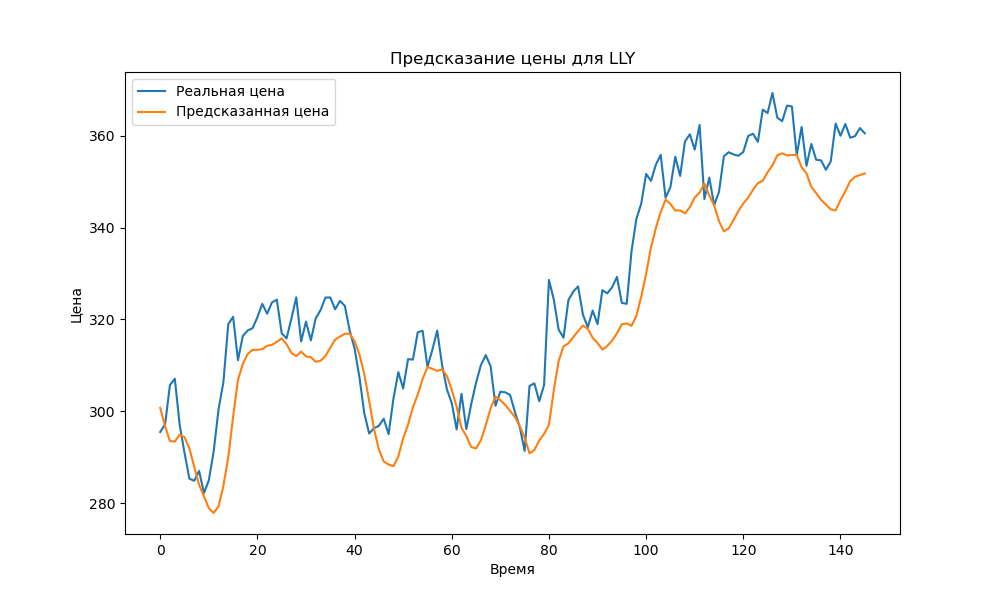 Предсказание цены для LLY
Реальная цена
Предсказанная цена
Цена
360
340
320
300
280
0 20 40 60 80 100 120 140
Время